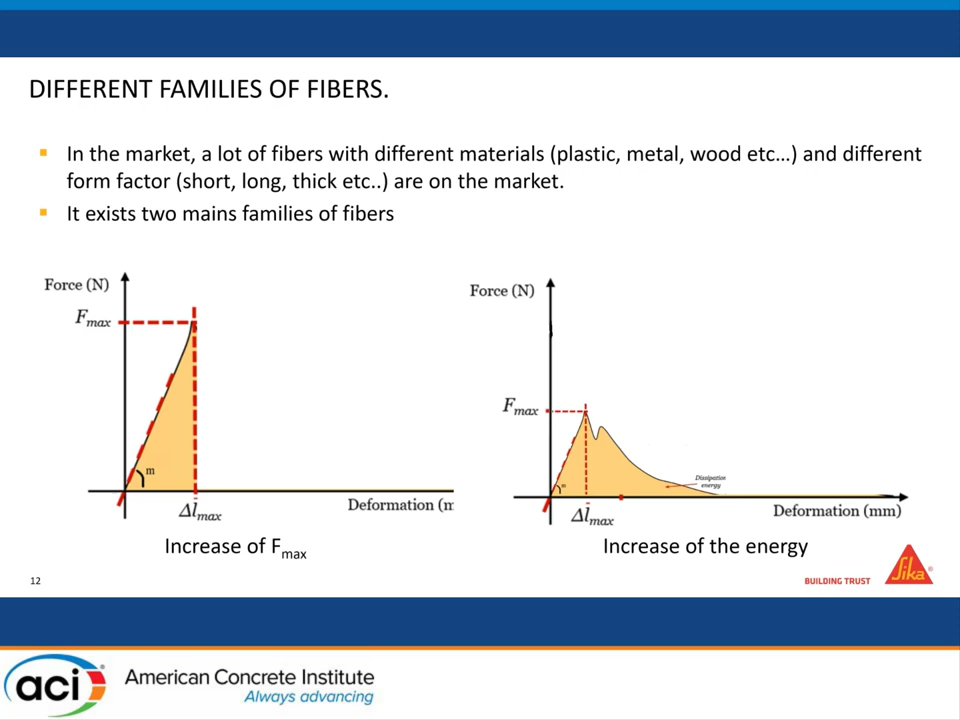 DIFFERENT FAMILIES OF FIBERS.
▪ In the market, a lot of fibers with different materials (plastic, metal, wood etc…) and different
form factor (short, long, thick etc..) are on the market.
▪ It exists two mains families of fibers
Force (N)
Fmax
m
Δlmax
Deformation (m
Increase of Fmax
Force (N)
Fmax
m
Dissipation
energy
Δlmax
Deformation (mm)
Increase of the energy
12
BUILDING TRUST
Sika®
aci
American Concrete Institute
Always advancing